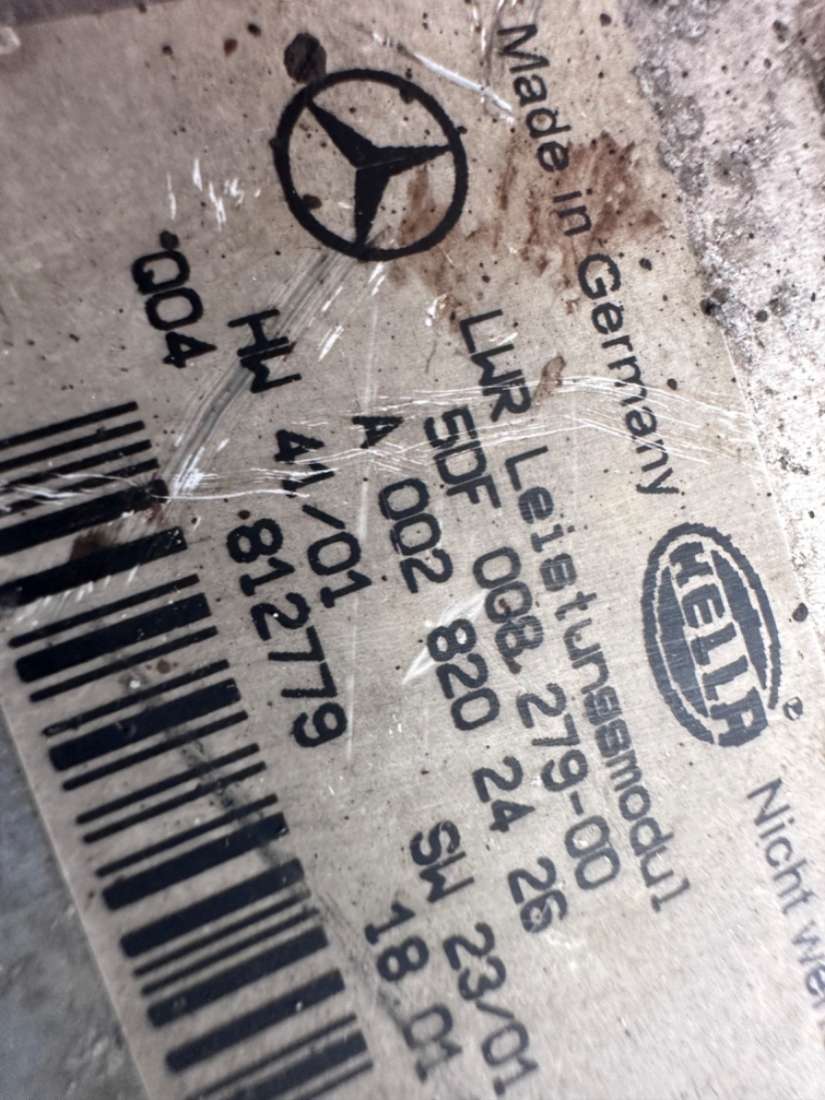 Made in Germany
HELLA ®
Nicht
LWR Leistungsmodul
5DF 008 279-00
A 002 820 24 26
HW 41/01 SW 23/01
Q04 812779 18 01